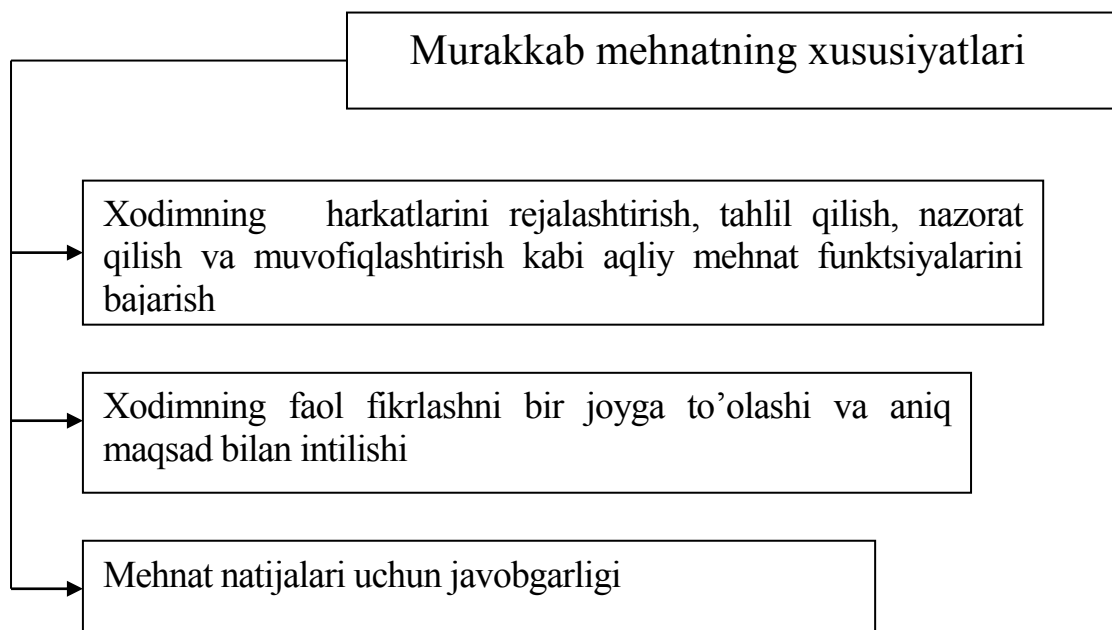 Murakkab mehnatning xususiyatlari
Xodimning harkatlarini rejalashtirish, tahlil qilish, nazorat
qilish va muvofiqlashtirish kabi aqliy mehnat funktsiyalarini
bajarish
Xodimning faol fikrlashni bir joyga to’olashi va aniq
maqsad bilan intilishi
Mehnat natijalari uchun javobgarligi